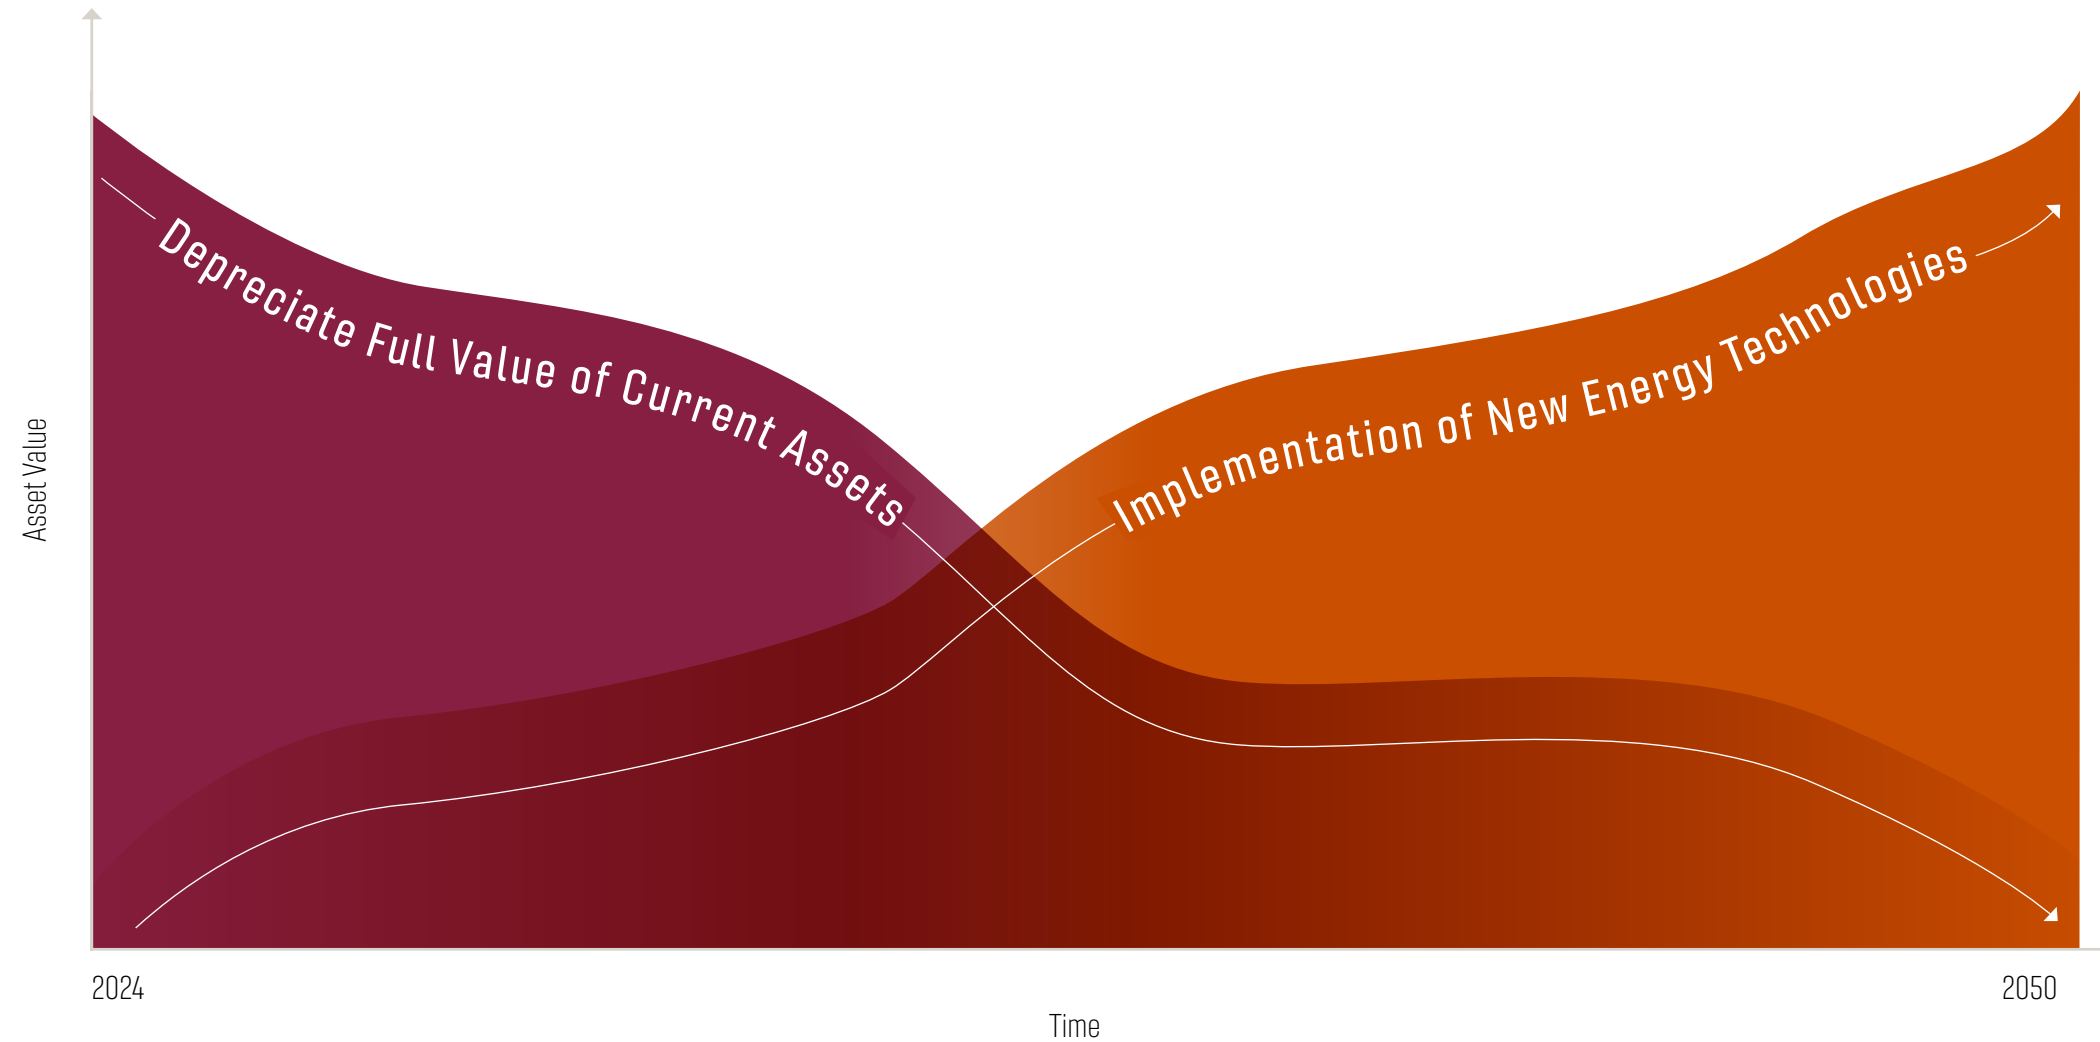 Depreciate Full Value of Current Assets
Implementation of New Energy Technologies
Asset Value
2024
2050
Time